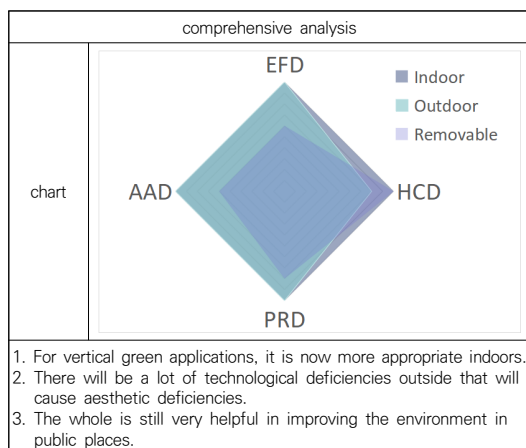 comprehensive analysis
chart
EFD
Indoor
Outdoor
Removable
AAD
HCD
PRD
1. For vertical green applications, it is now more appropriate indoors.
2. There will be a lot of technological deficiencies outside that will
cause aesthetic deficiencies.
3. The whole is still very helpful in improving the environment in
public places.